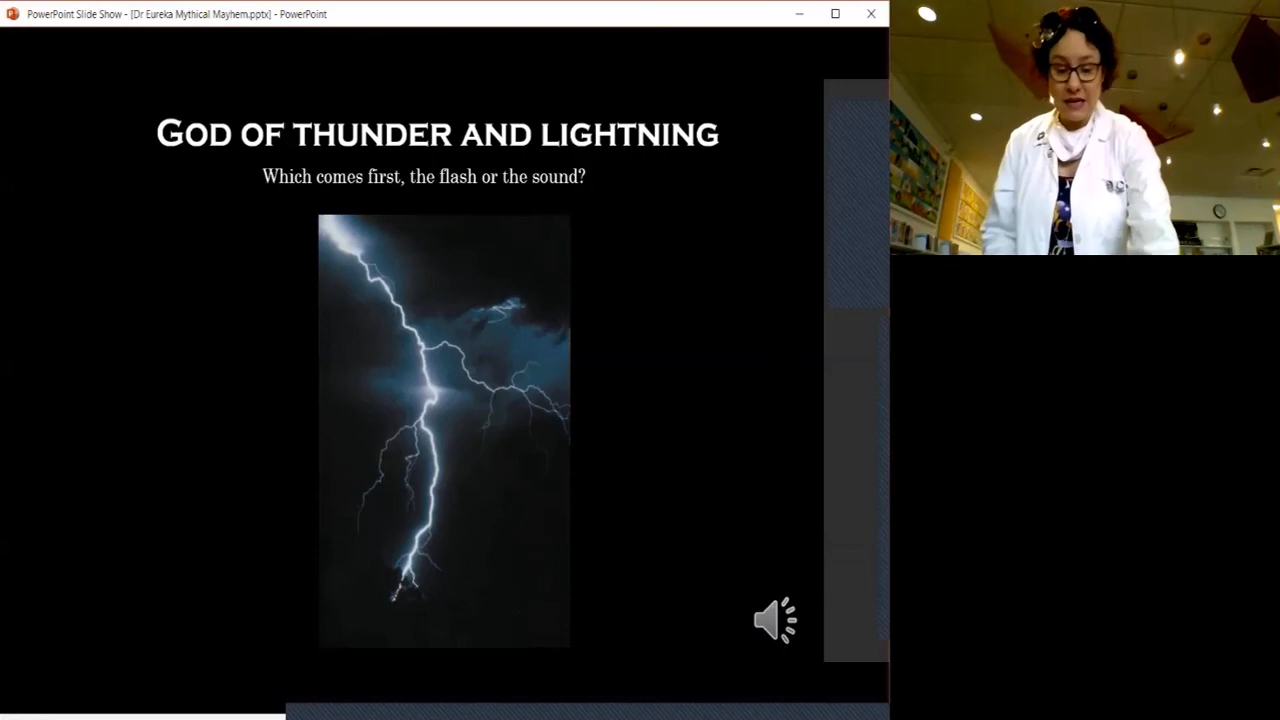 PowerPoint Slide Show - [Dr Eureka Mythical Mayhem.pptx] - PowerPoint
GOD OF THUNDER AND LIGHTNING
Which comes first, the flash or the sound?